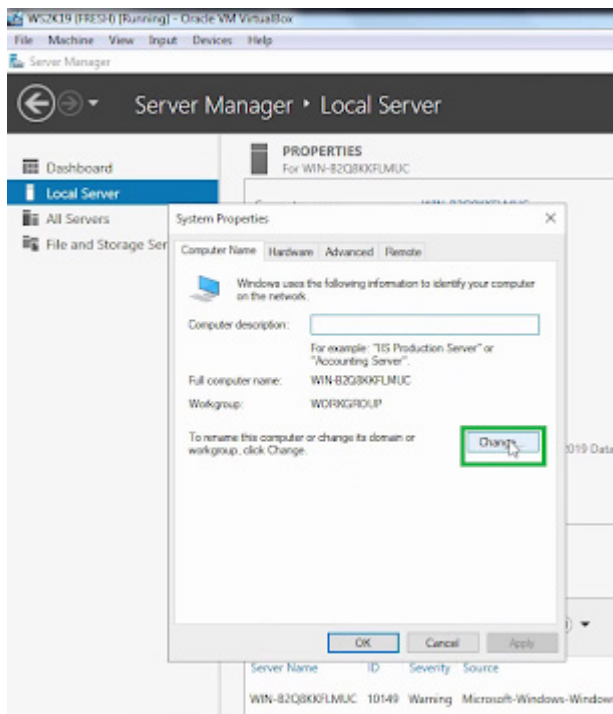 WS2K19 (FRESH) [Running] - Oracle VM VirtualBox
File Machine View Input Devices Help
Server Manager
Server Manager • Local Server
Dashboard
Local Server
All Servers
File and Storage Ser
PROPERTIES
For WIN-B2Q8KKFLMUC
System Properties
Computer Name Hardware Advanced Remote
Windows uses the following information to identify your computer
on the network.
Computer description:
For example: "IIS Production Server" or
"Accounting Server".
Full computer name: WIN-B2Q8KKFLMUC
Workgroup: WORKGROUP
To rename this computer or change its domain or
workgroup, click Change.
Change...
2019 Data
OK Cancel Apply
Server Name ID Severity Source
WIN-B2Q8KKFLMUC 10149 Warning Microsoft-Windows-Window